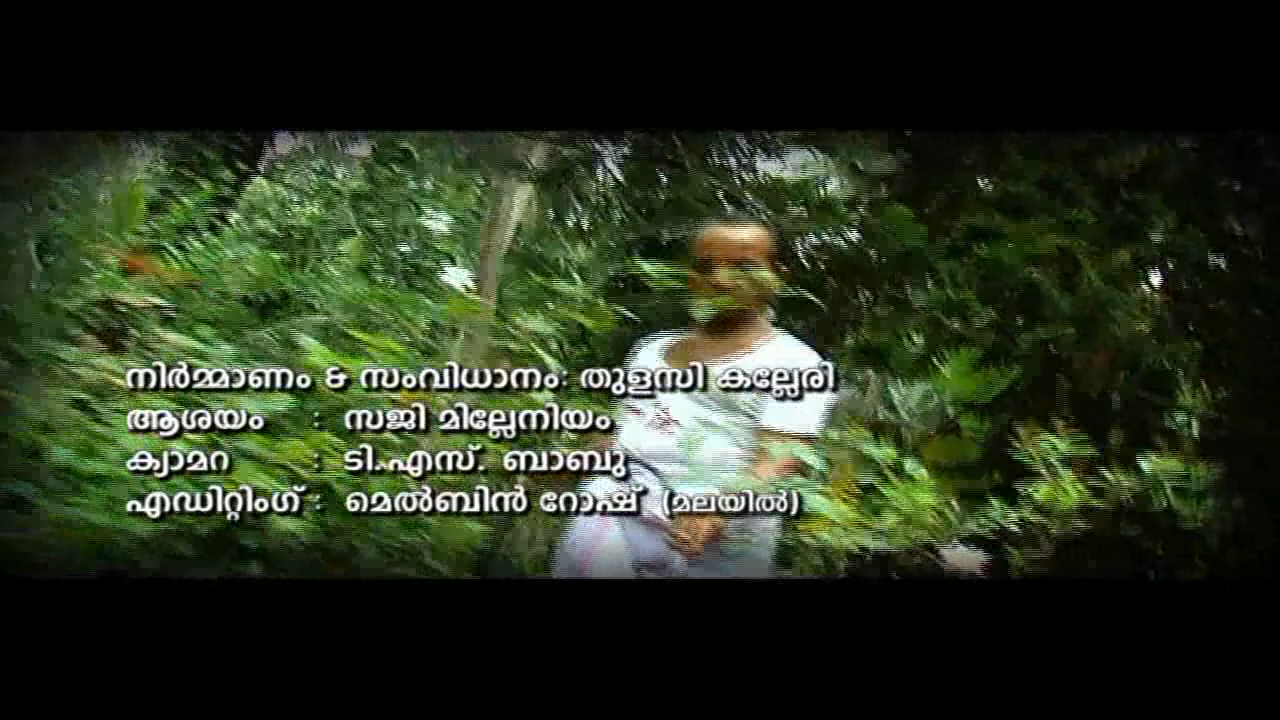 നിർമ്മാണം & സംവിധാനം: തുളസി കല്ലേരി
ആശയം : സജി മില്ലേനിയം
ക്യാമറ : ടി.എസ്. ബാബു
എഡിറ്റിംഗ് : മെൽബിൻ റോഷ് (മലയിൽ)